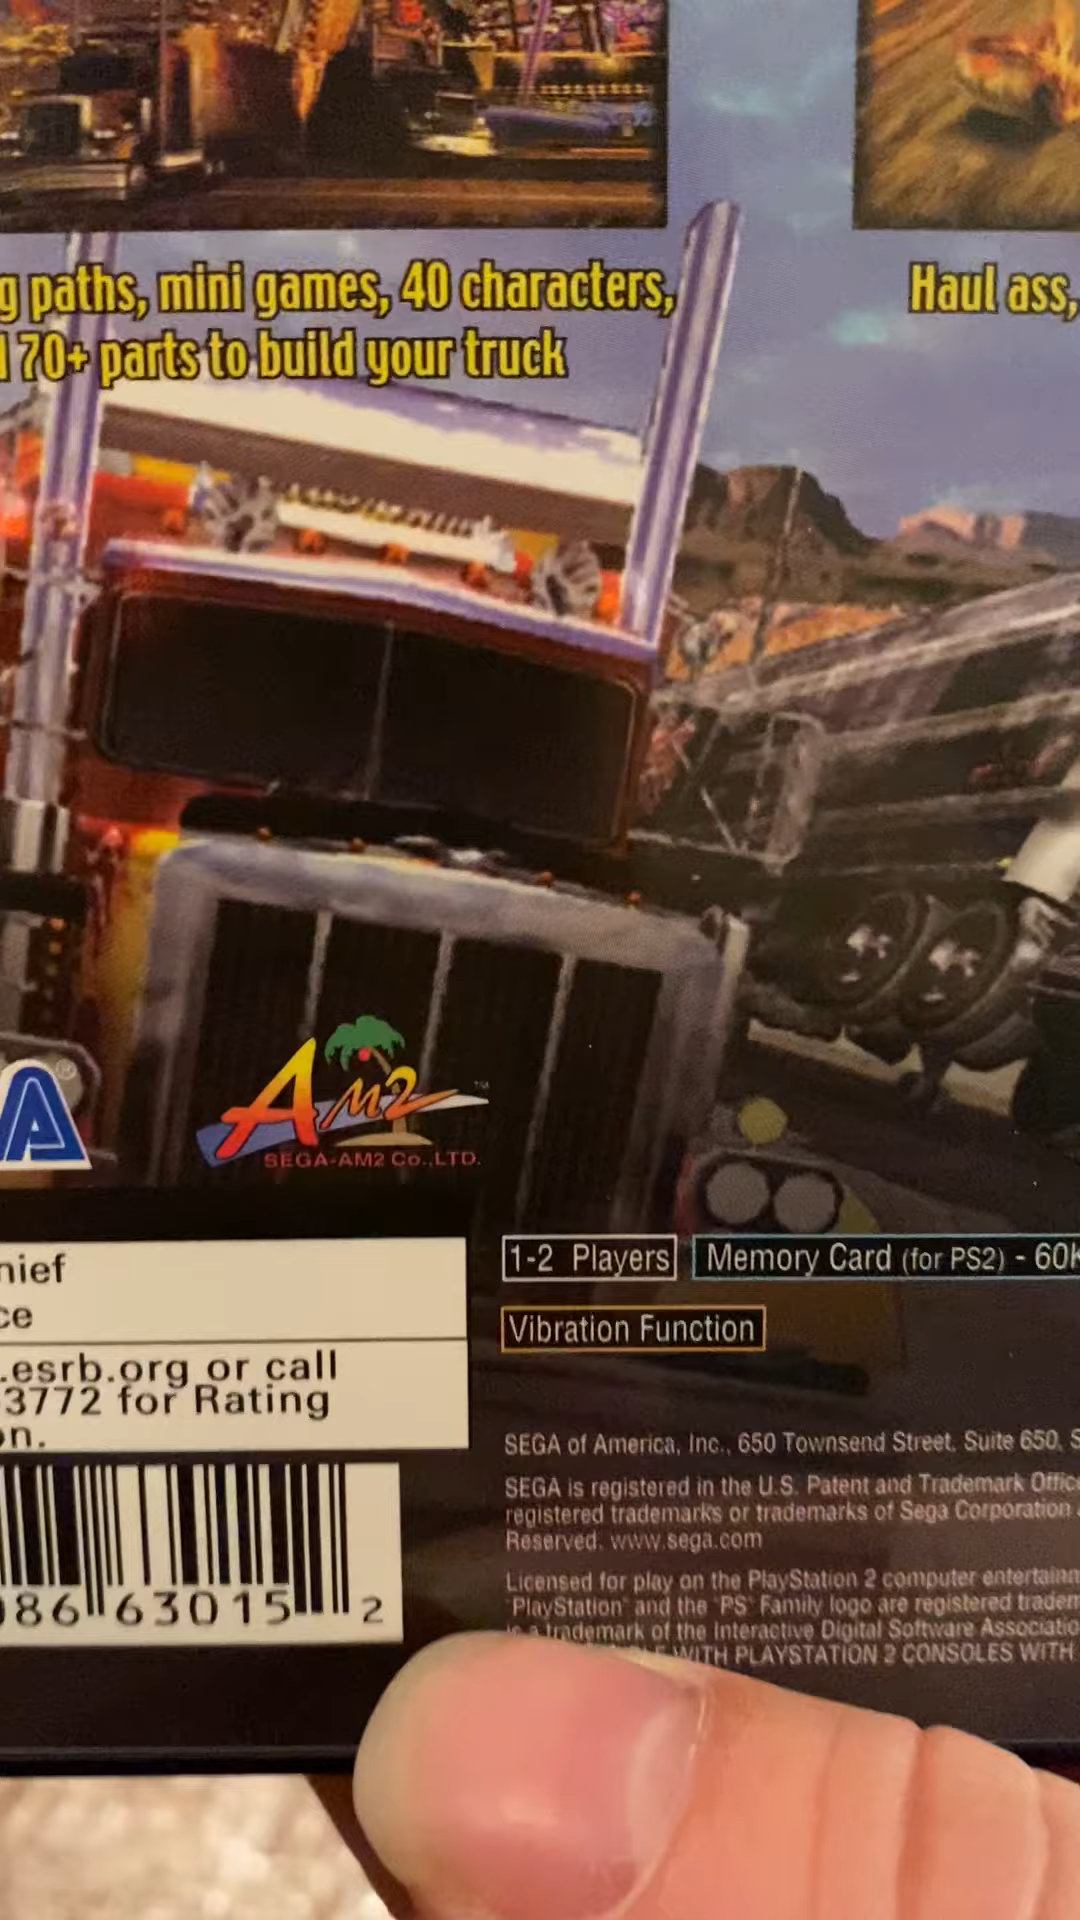 g paths, mini games, 40 characters,
70+ parts to build your truck
Haul ass,
A®
AM2™
SEGA-AM2 Co.,LTD.
hief
ce
.esrb.org or call
-3772 for Rating
on.
86 63015 2
1-2 Players
Memory Card (for PS2) - 60K
Vibration Function
SEGA of America, Inc., 650 Townsend Street, Suite 650, S
SEGA is registered in the U.S. Patent and Trademark Office
registered trademarks or trademarks of Sega Corporation
Reserved. www.sega.com
Licensed for play on the PlayStation 2 computer entertainm
"PlayStation" and the "PS" Family logo are registered tradem
is a trademark of the Interactive Digital Software Associatio
WITH PLAYSTATION 2 CONSOLES WITH